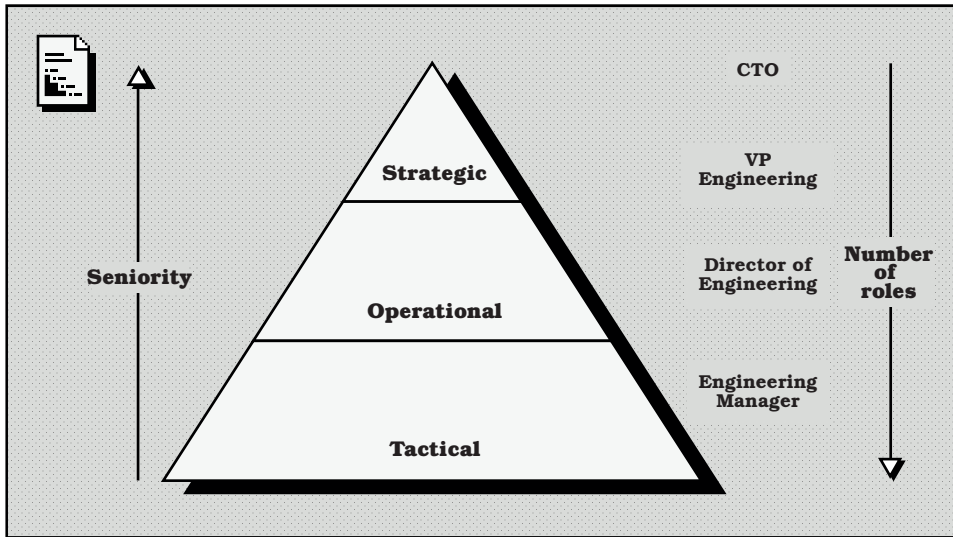 CTO
Strategic
VP
Engineering
Seniority
Operational
Director of
Engineering
Number
of
roles
Tactical
Engineering
Manager